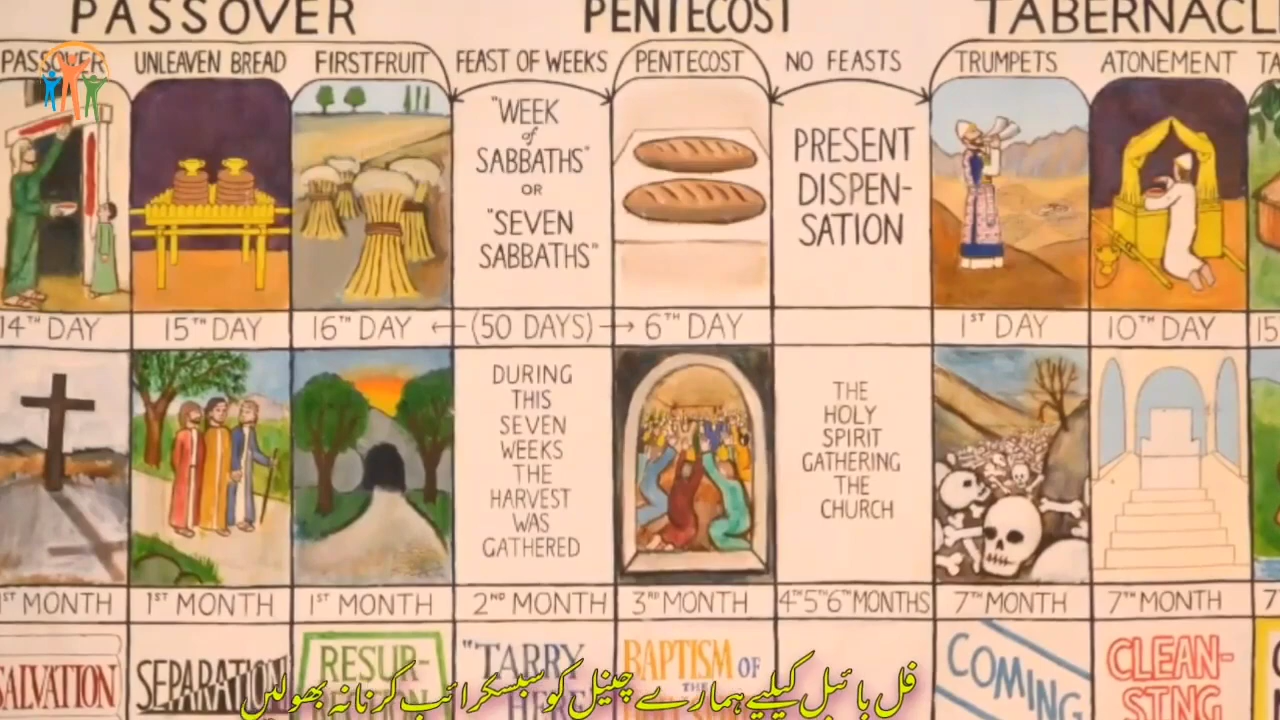 PASSOVER
PENTECOST
PASSOVER
UNLEAVEN BREAD
FIRSTFRUIT
FEAST OF WEEKS
PENTECOST
NO FEASTS
TRUMPETS
ATONEMENT
"WEEK
of
SABBATHS"
OR
"SEVEN
SABBATHS"
PRESENT
DISPEN-
SATION
14TH DAY
15TH DAY
16TH DAY
(50 DAYS)
6TH DAY
1ST DAY
10TH DAY
15
DURING
THIS
SEVEN
WEEKS
THE
HARVEST
WAS
GATHERED
THE
HOLY
SPIRIT
GATHERING
THE
CHURCH
1ST MONTH
1ST MONTH
2ND MONTH
3RD MONTH
4TH 5TH 6TH MONTHS
7TH MONTH
7TH MONTH
7
SALVATION
SEPARATION
RESUR-
"TARRY
HERE
BAPTISM OF
THE
COMING
CLEAN-
SING
فل بائبل کیلیے ہمارے چینل کو سبسکرائب کرنا نہ بھولیں